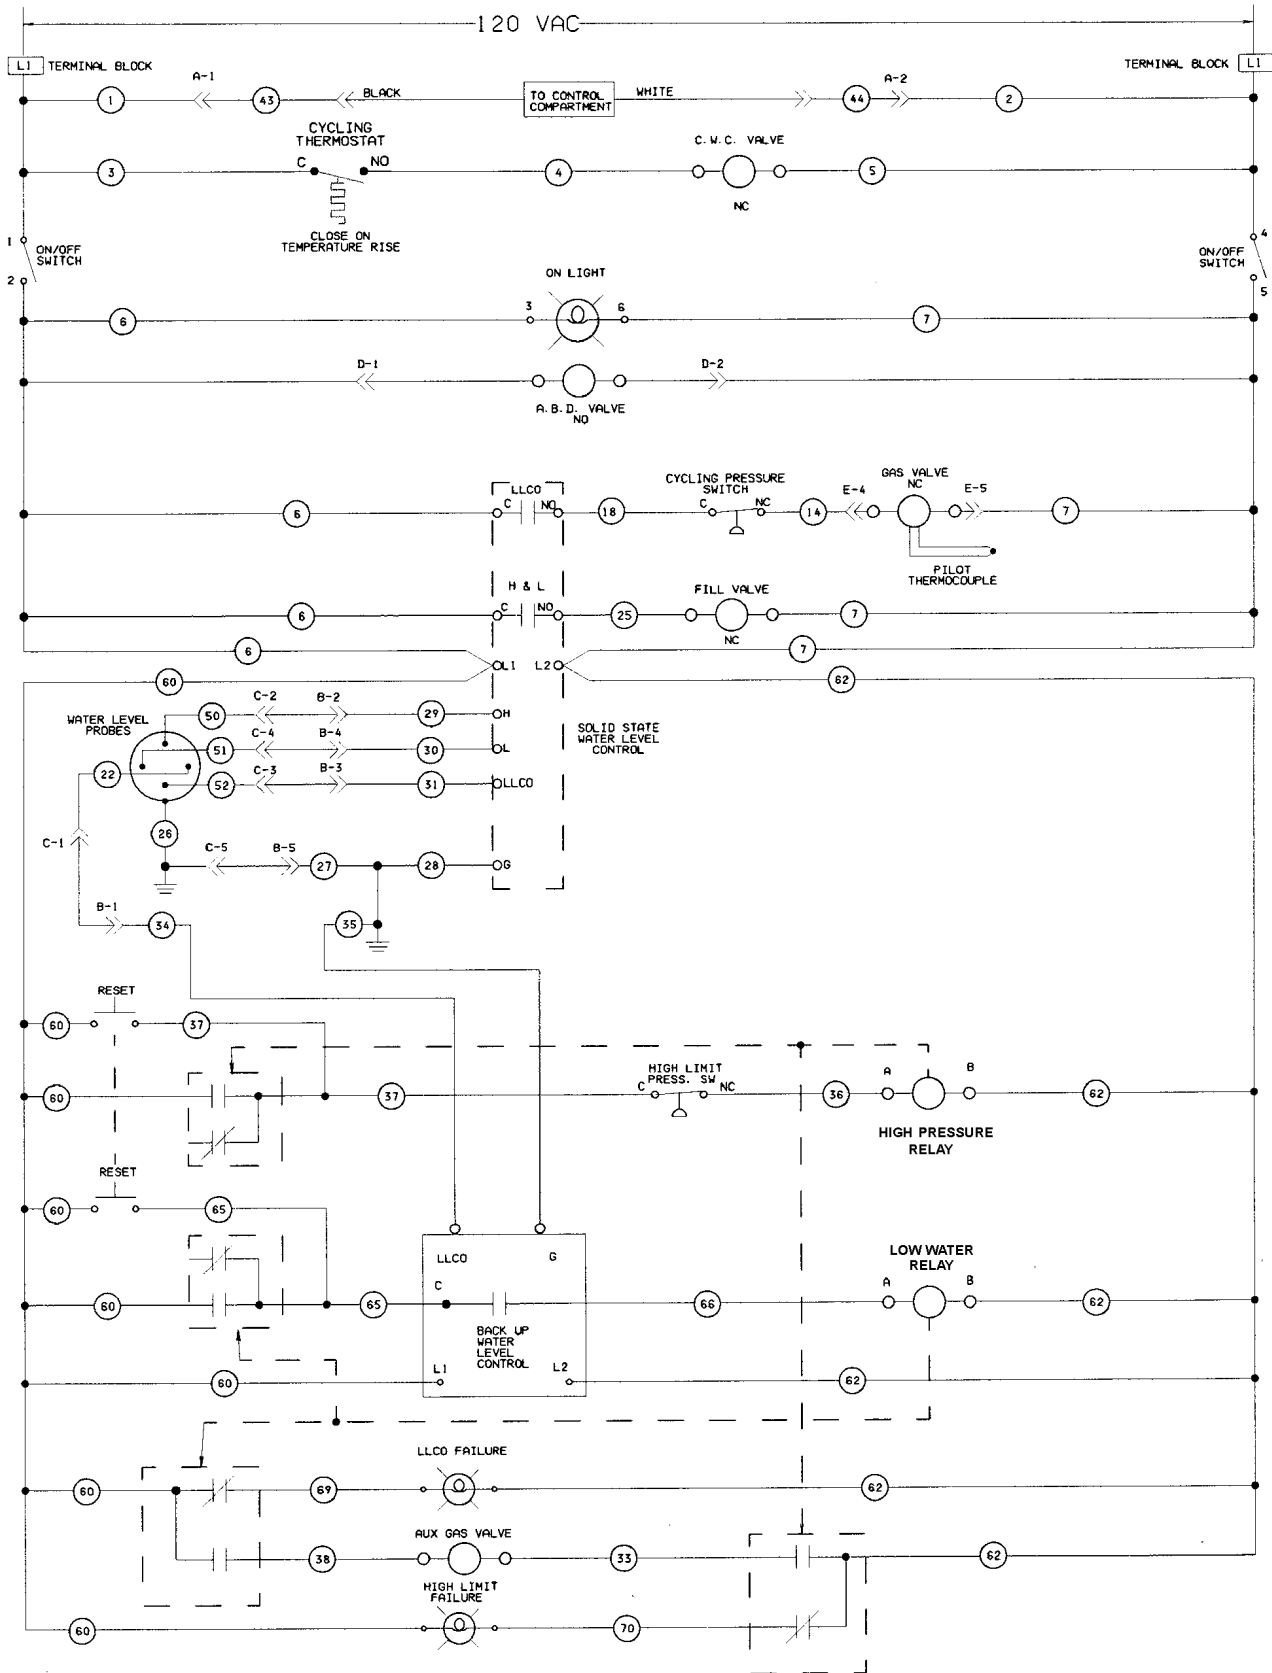 120 VAC
L1 TERMINAL BLOCK
TERMINAL BLOCK L1
1 A-1 43 BLACK TO CONTROL COMPARTMENT WHITE 44 A-2 2
CYCLING
THERMOSTAT
C.W.C. VALVE
3 C NO 4 5
NC
CLOSE ON
TEMPERATURE RISE
1
ON/OFF
SWITCH
2
4
ON/OFF
SWITCH
5
ON LIGHT
6 3 6 7
D-1 D-2
A.B.D. VALVE
NO
LLCO
CYCLING PRESSURE
SWITCH
GAS VALVE
NC
6 C NO 18 C NC 14 E-4 E-5 7
PILOT
THERMOCOUPLE
H & L
FILL VALVE
6 C NO 25 7
NC
6 L1 L2 7
60 62
WATER LEVEL
PROBES
50 C-2 B-2 29 H
51 C-4 B-4 30 L
22 52 C-3 B-3 31 LLCO
SOLID STATE
WATER LEVEL
CONTROL
C-1 26
C-5 B-5 27 28 G
B-1 34 35
RESET
60 37
HIGH LIMIT
PRESS. SW
60 37 C NC 36 A B 62
HIGH PRESSURE
RELAY
RESET
60 65
LLCO G
LOW WATER
RELAY
60 65 C 66 A B 62
BACK UP
WATER
LEVEL
CONTROL
60 L1 L2 62
LLCO FAILURE
60 69 62
AUX GAS VALVE
38 33 62
HIGH LIMIT
FAILURE
60 70